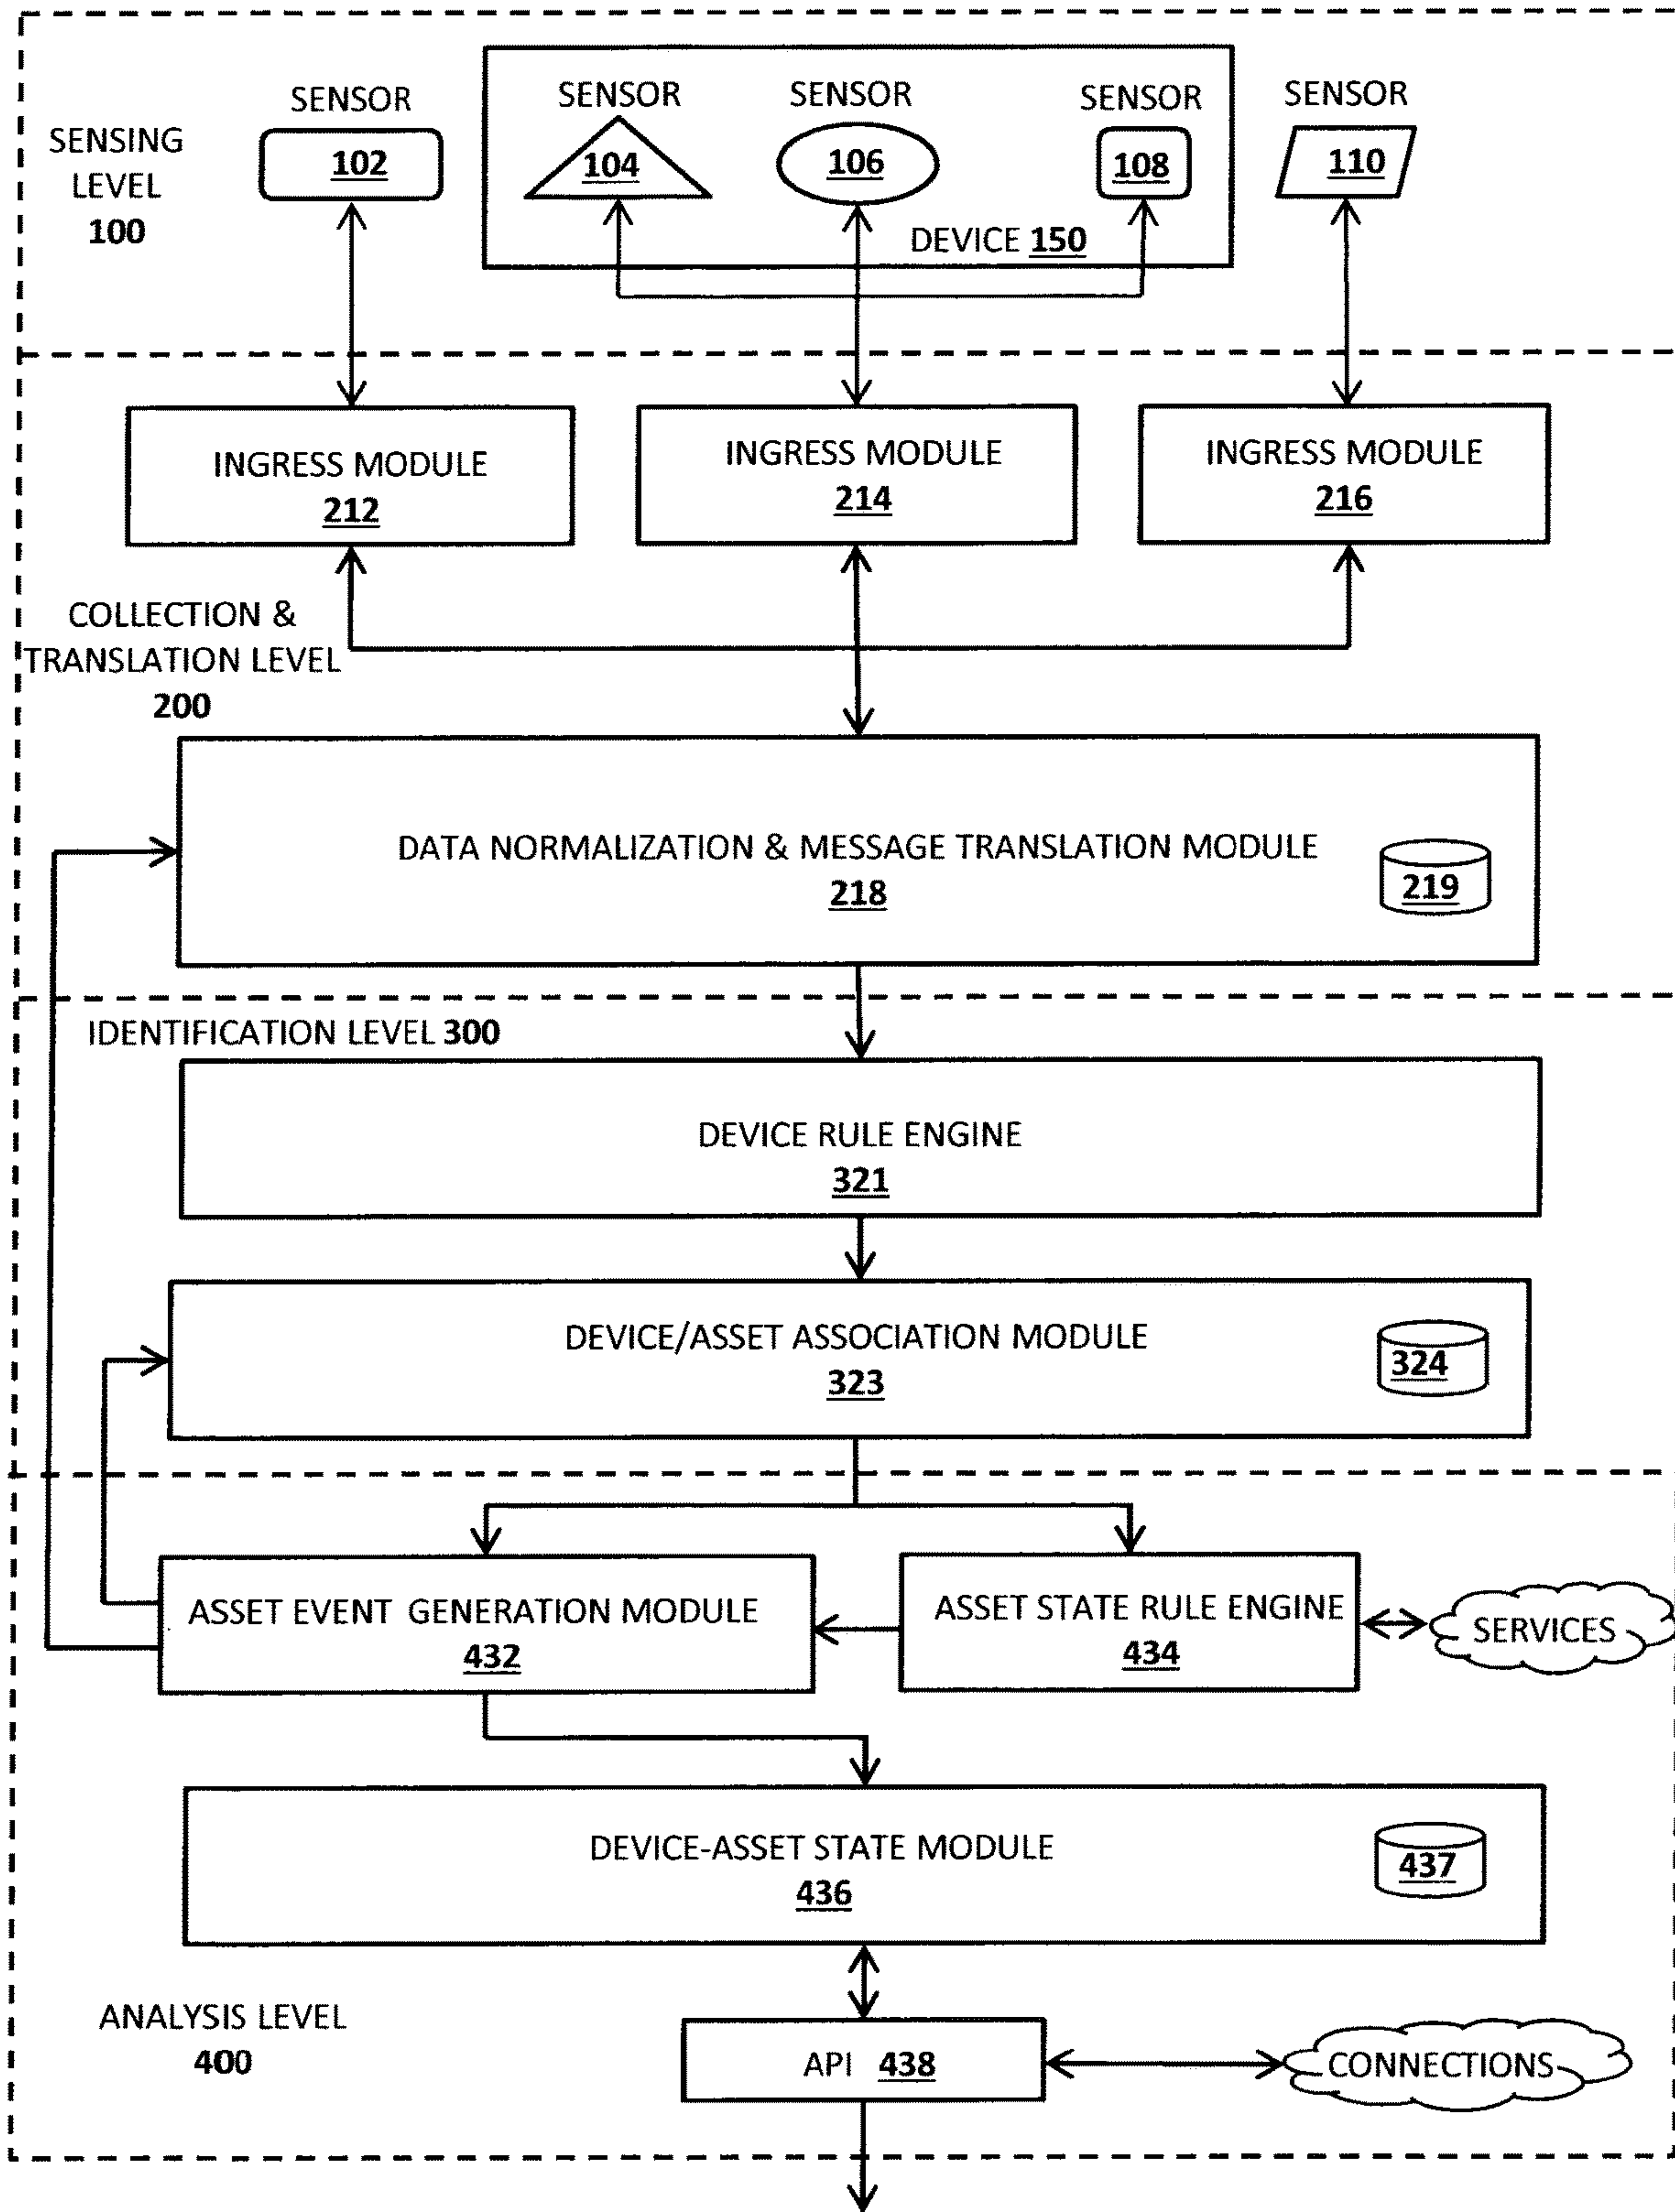 SENSING
LEVEL
100
SENSOR
102
SENSOR
104
SENSOR
106
SENSOR
108
DEVICE 150
SENSOR
110
INGRESS MODULE
212
INGRESS MODULE
214
INGRESS MODULE
216
COLLECTION &
TRANSLATION LEVEL
200
DATA NORMALIZATION & MESSAGE TRANSLATION MODULE
218
219
IDENTIFICATION LEVEL 300
DEVICE RULE ENGINE
321
DEVICE/ASSET ASSOCIATION MODULE
323
324
ASSET EVENT GENERATION MODULE
432
ASSET STATE RULE ENGINE
434
SERVICES
DEVICE-ASSET STATE MODULE
436
437
ANALYSIS LEVEL
400
API 438
CONNECTIONS